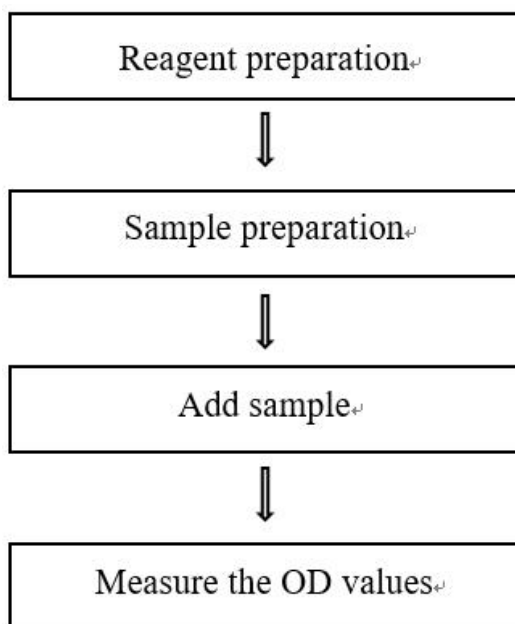 Reagent preparation↵
Sample preparation↵
Add sample↵
Measure the OD values↵